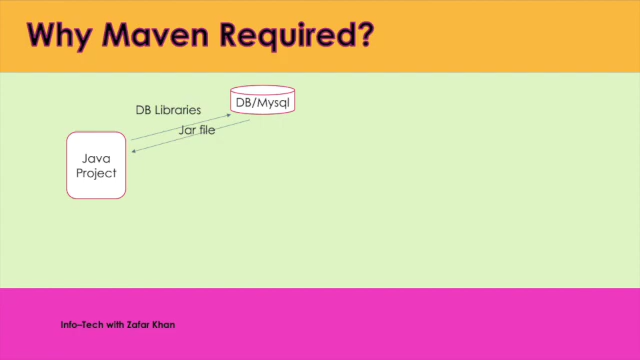 Why Maven Required?
DB/Mysql
DB Libraries
Jar file
Java
Project
Info–Tech with Zafar Khan